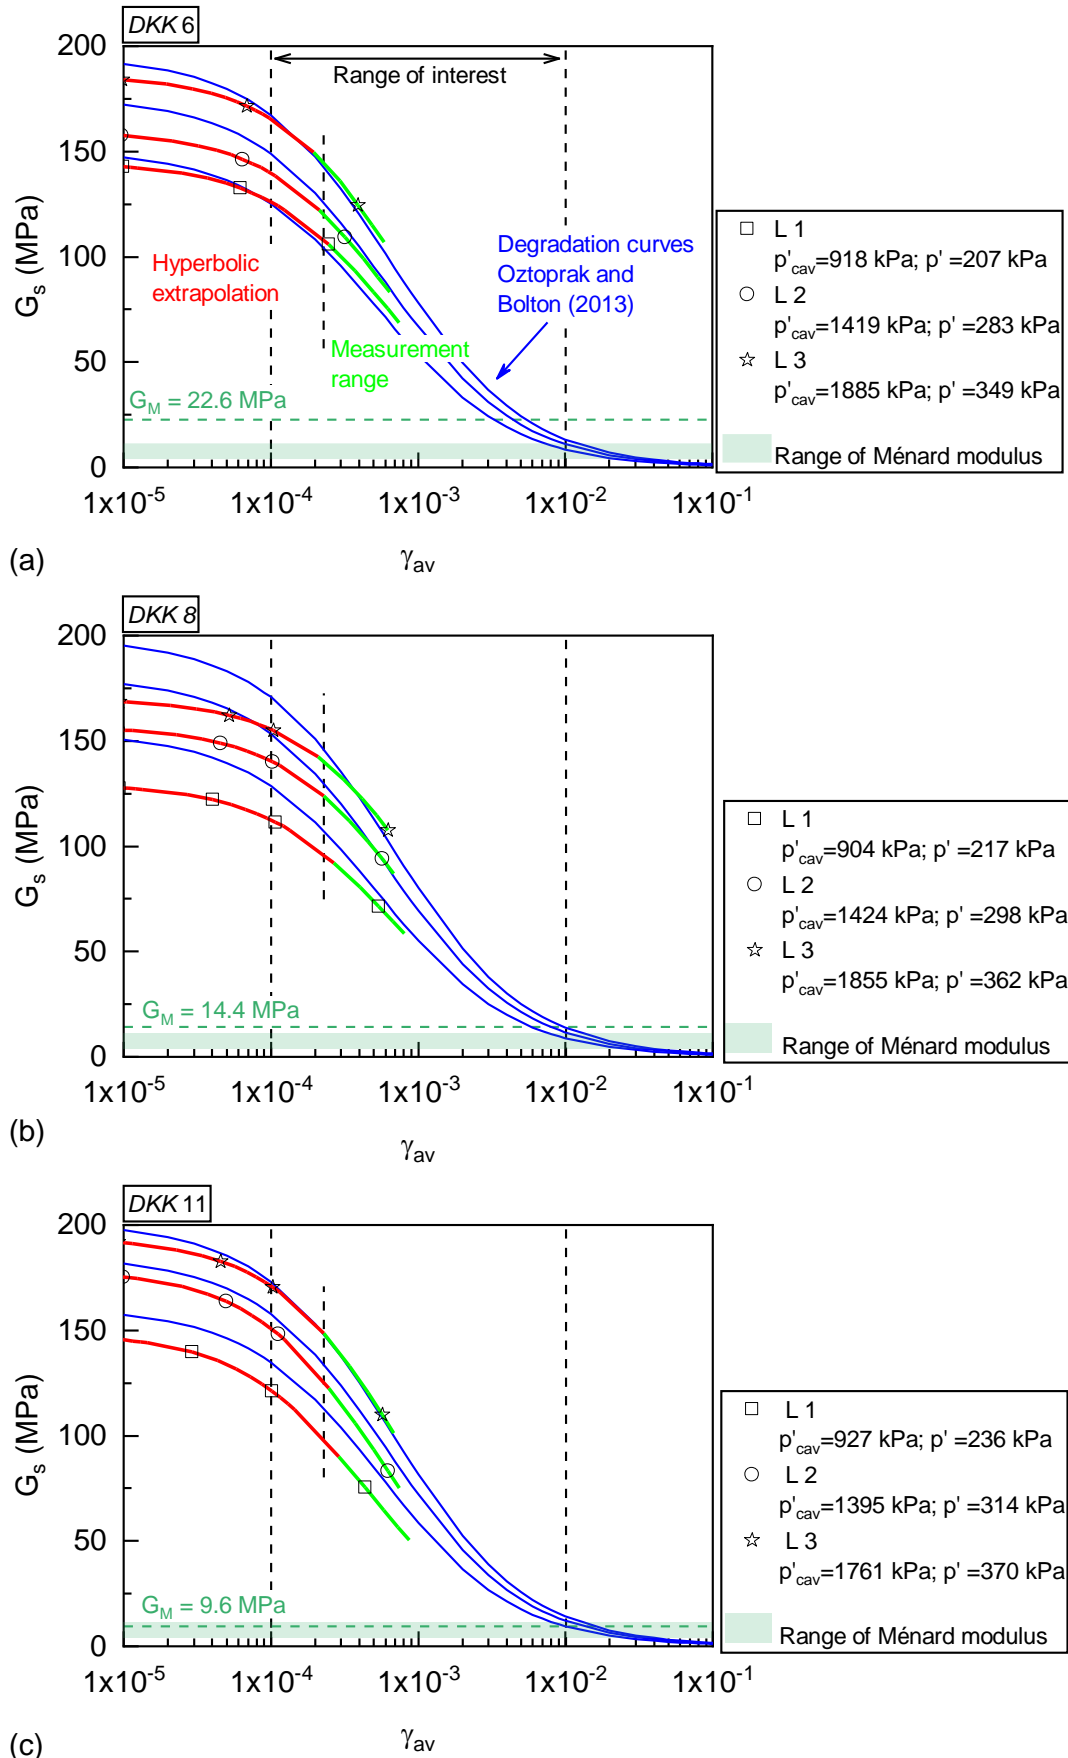 DKK 6
200
150
100
50
0
G_s (MPa)
Range of interest
Hyperbolic
extrapolation
Degradation curves
Oztoprak and
Bolton (2013)
Measurement
range
G_M = 22.6 MPa
1x10^-5
1x10^-4
1x10^-3
1x10^-2
1x10^-1
γ_av
(a)
L 1
p'_cav=918 kPa; p' =207 kPa
L 2
p'_cav=1419 kPa; p' =283 kPa
L 3
p'_cav=1885 kPa; p' =349 kPa
Range of Ménard modulus
DKK 8
200
150
100
50
0
G_s (MPa)
G_M = 14.4 MPa
1x10^-5
1x10^-4
1x10^-3
1x10^-2
1x10^-1
γ_av
(b)
L 1
p'_cav=904 kPa; p' =217 kPa
L 2
p'_cav=1424 kPa; p' =298 kPa
L 3
p'_cav=1855 kPa; p' =362 kPa
Range of Ménard modulus
DKK 11
200
150
100
50
0
G_s (MPa)
G_M = 9.6 MPa
1x10^-5
1x10^-4
1x10^-3
1x10^-2
1x10^-1
γ_av
(c)
L 1
p'_cav=927 kPa; p' =236 kPa
L 2
p'_cav=1395 kPa; p' =314 kPa
L 3
p'_cav=1761 kPa; p' =370 kPa
Range of Ménard modulus